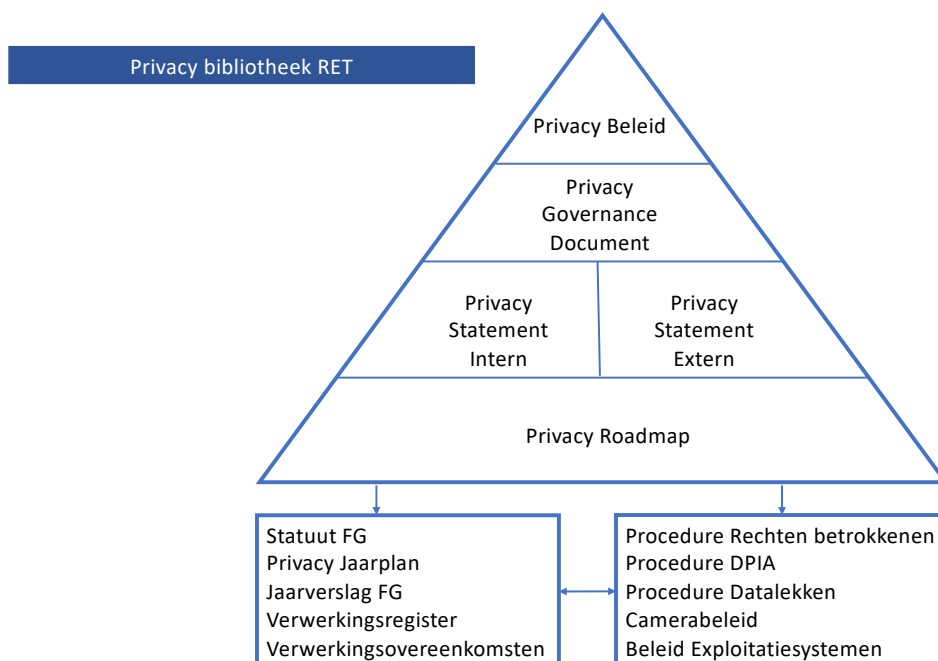 Privacy bibliotheek RET
Privacy Beleid
Privacy
Governance
Document
Privacy
Statement
Intern
Privacy
Statement
Extern
Privacy Roadmap
Statuut FG
Privacy Jaarplan
Jaarverslag FG
Verwerkingsregister
Verwerkingsovereenkomsten
Procedure Rechten betrokkenen
Procedure DPIA
Procedure Datalekken
Camerabeleid
Beleid Exploitatiesystemen